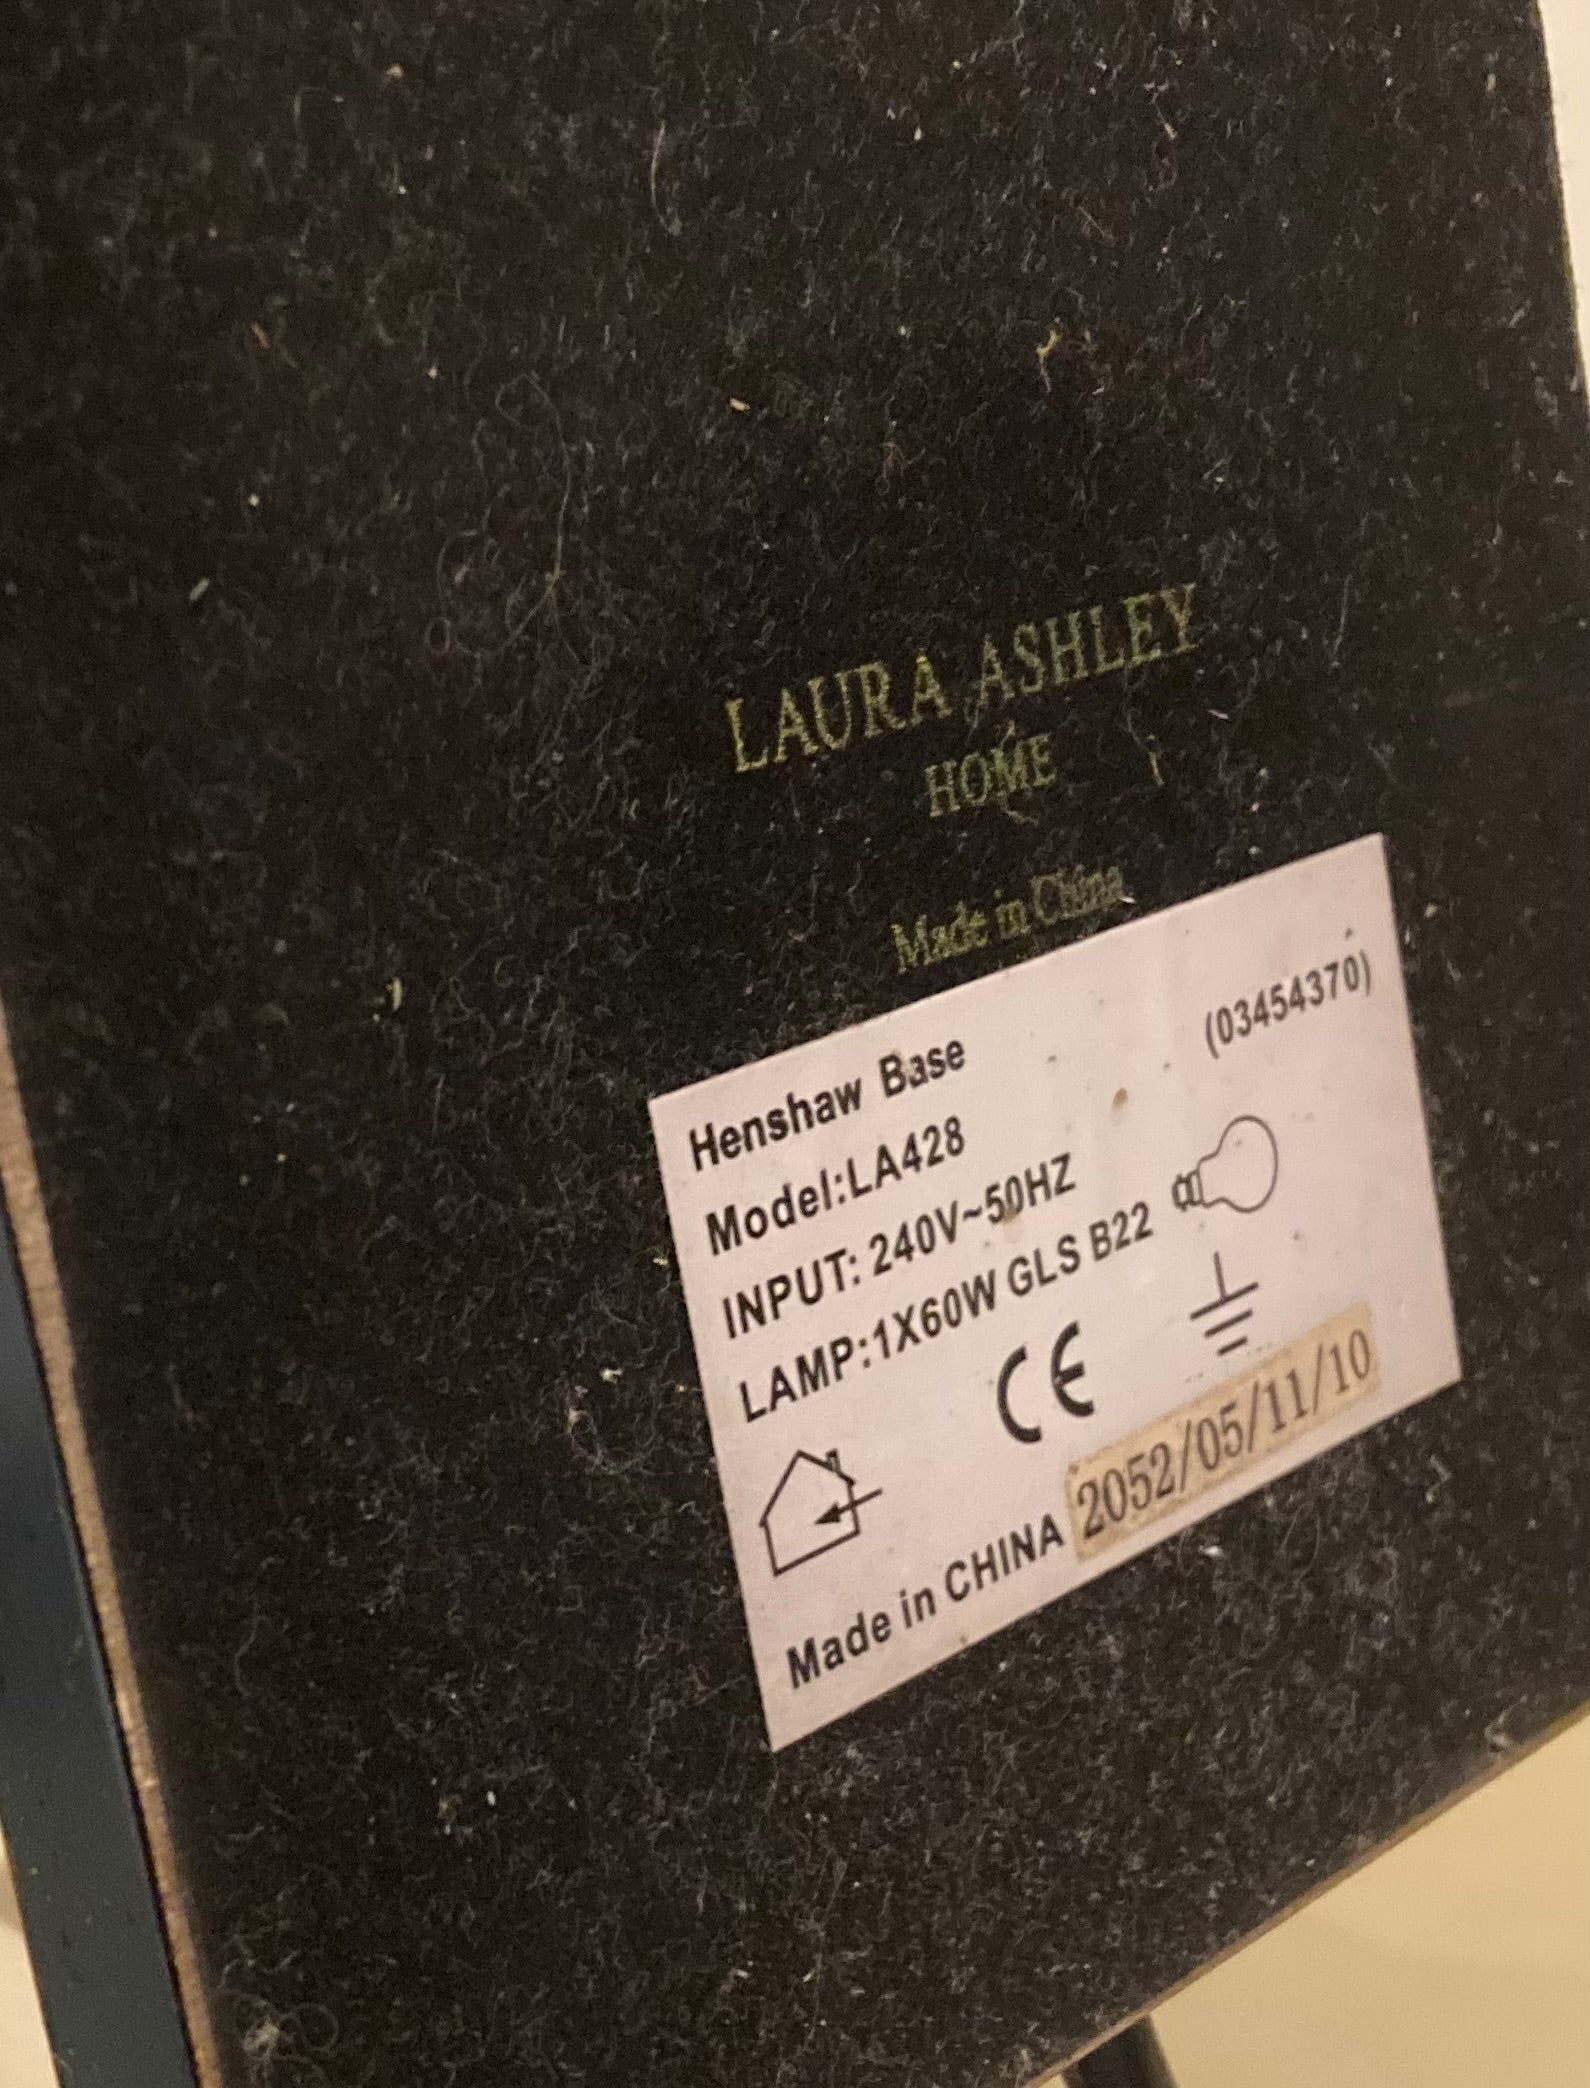 LAURA ASHLEY
HOME
Made in China
Henshaw Base (03454370)
Model:LA428
INPUT: 240V~50HZ
LAMP:1X60W GLS B22
CE
Made in CHINA 2052/05/11/10